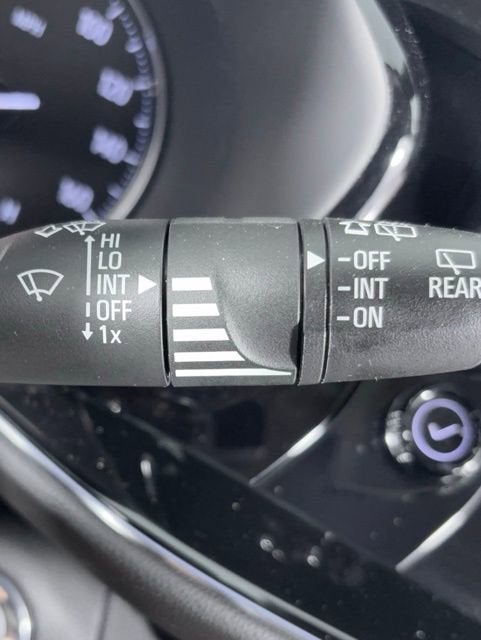 HI
LO
INT
OFF
1x
-OFF
-INT
-ON
REAR